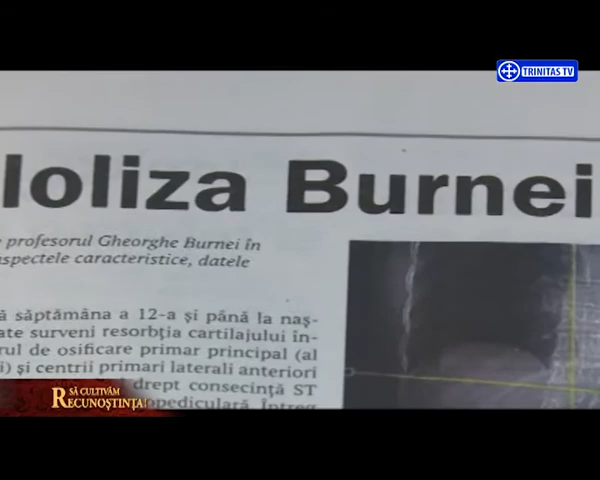 TRINITAS TV
loliza Burnei
profesorul Gheorghe Burnei în
aspectele caracteristice, datele
ă săptămâna a 12-a și până la naș-
ate surveni resorbția cartilajului în-
rul de osificare primar principal (al
i) și centrii primari laterali anteriori
drept consecință ST
opediculară. Întreg
SĂ CULTIVĂM
RECUNOȘTINȚA!